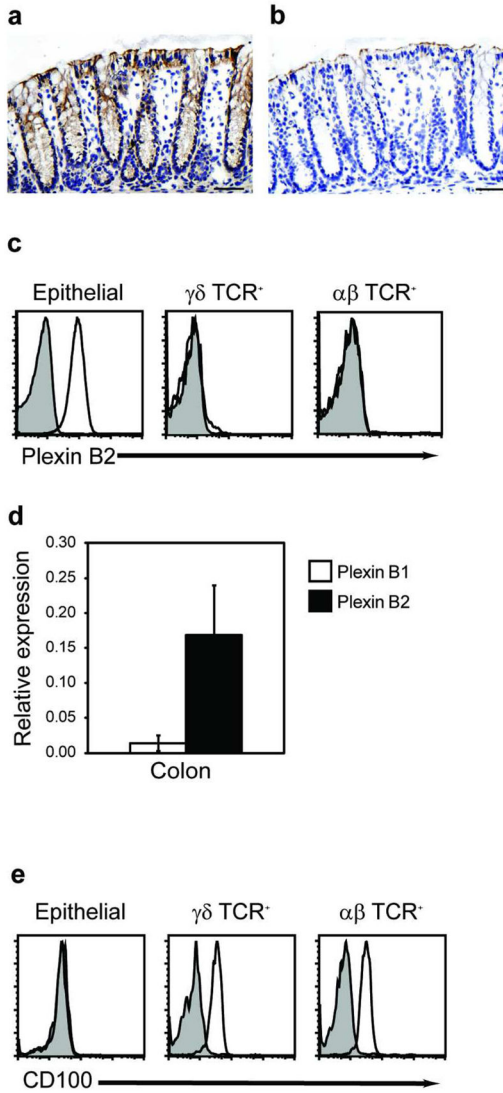 a
b
c
Epithelial
γδ TCR⁺
αβ TCR⁺
Plexin B2
d
Relative expression
0.30
0.25
0.20
0.15
0.10
0.05
0.00
Colon
Plexin B1
Plexin B2
e
Epithelial
γδ TCR⁺
αβ TCR⁺
CD100